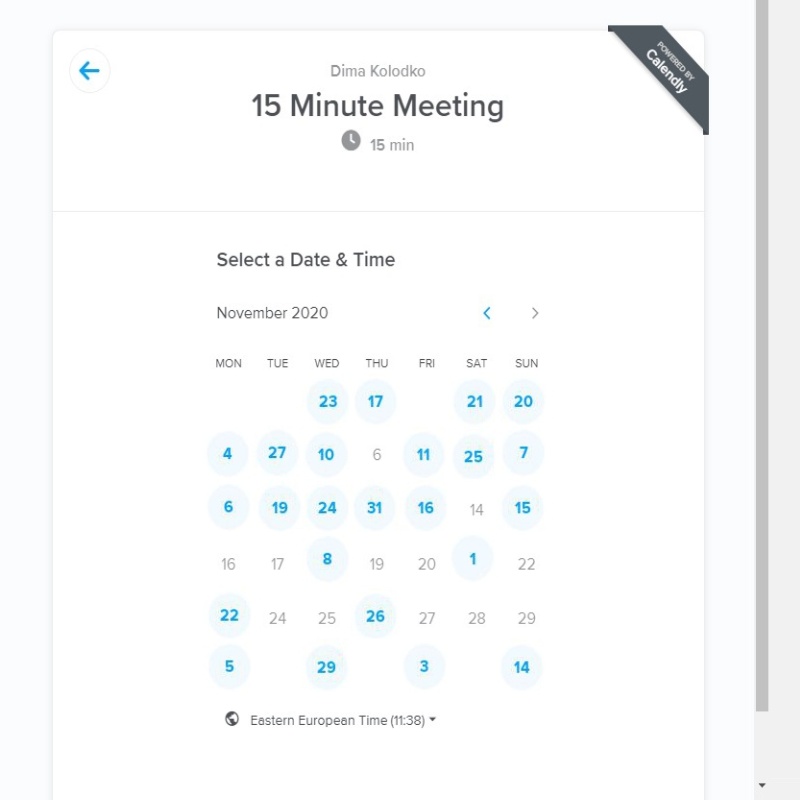 POWERED BY
Calendly
Dima Kolodko
15 Minute Meeting
15 min
Select a Date & Time
November 2020
MON TUE WED THU FRI SAT SUN
23 17 21 20
4 27 10 6 11 25 7
6 19 24 31 16 14 15
16 17 8 19 20 1 22
22 24 25 26 27 28 29
5 29 3 14
Eastern European Time (11:38)